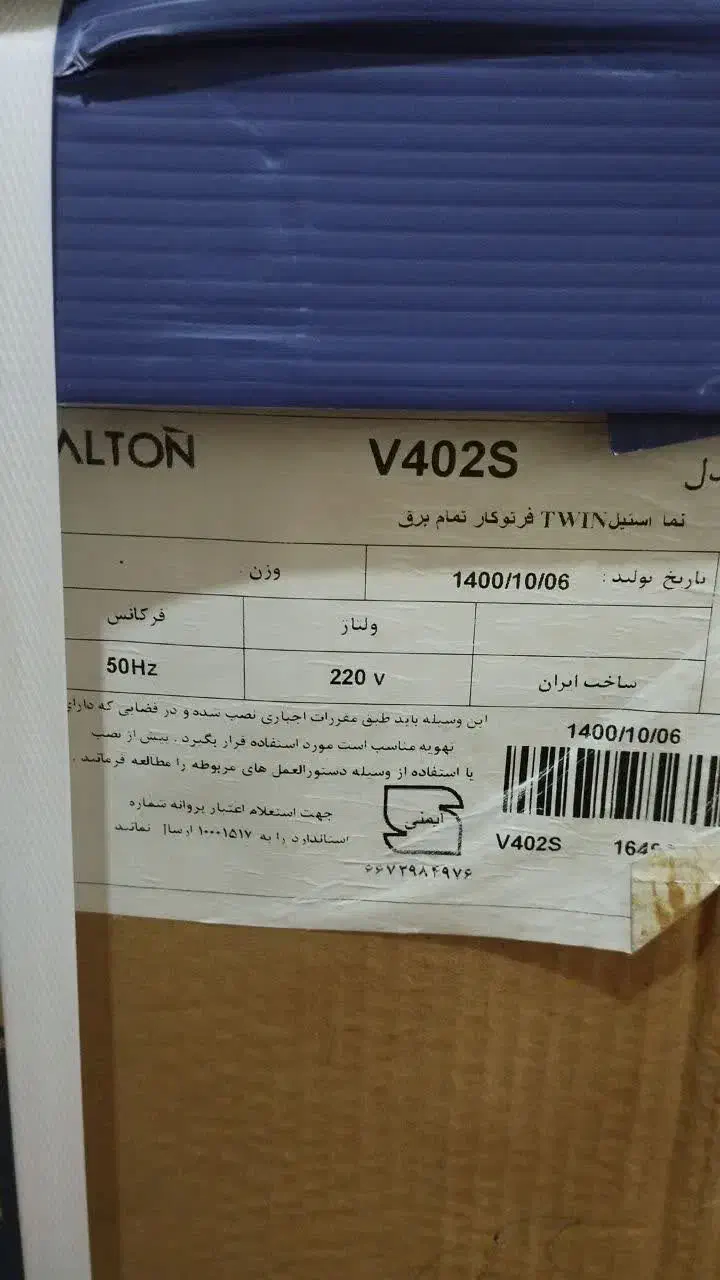 ALTON
V402S
نما استیل TWIN فرتوکار تمام برق
تاریخ تولید : 1400/10/06
وزن
ولتاژ
فرکانس
ساخت ایران
220 v
50Hz
این وسیله باید طبق مقررات اجباری نصب شده و در فضایی که دارای
تهویه مناسب است مورد استفاده قرار بگیرد . پیش از نصب
یا استفاده از وسیله دستورالعمل های مربوطه را مطالعه فرمائید .
1400/10/06
ایمنی
جهت استعلام اعتبار پروانه شماره
استاندارد را به ۱۰۰۰۱۵۱۷ ارسال نمائید
۶۶۷۳۹۸۴۹۷۶
V402S